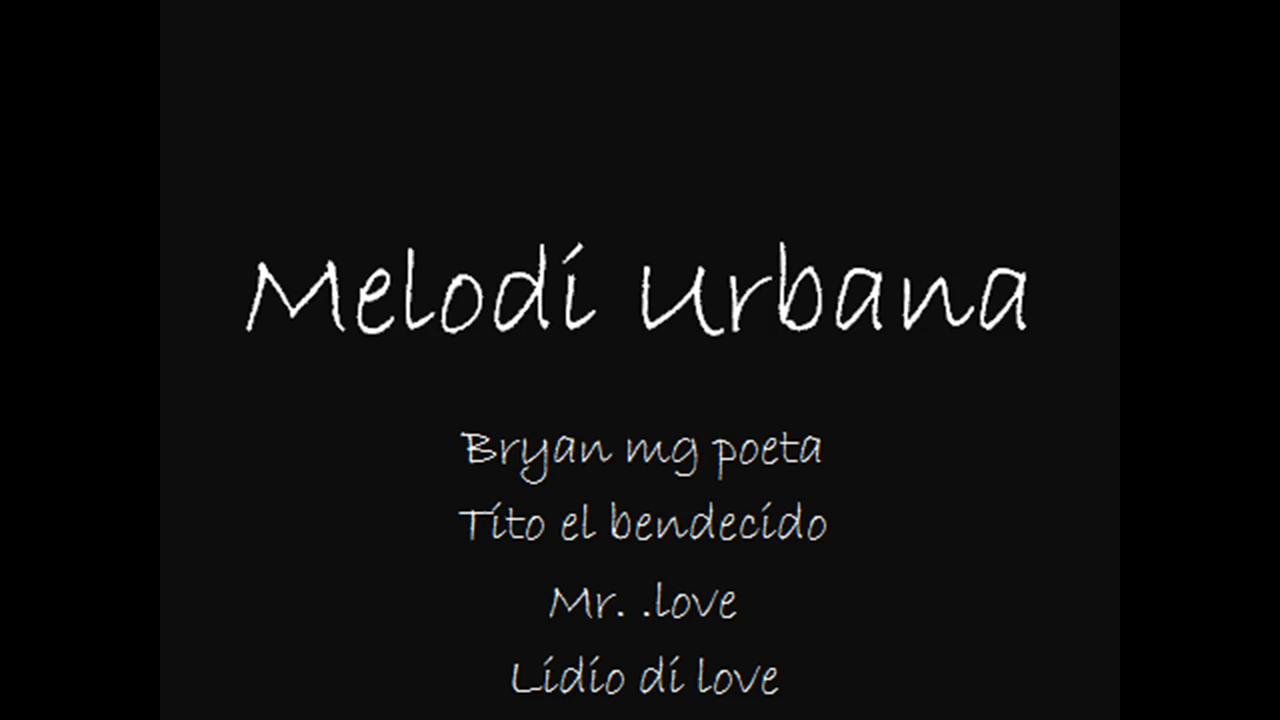 Melodi Urbana
Bryan mg poeta
Tito el bendecido
Mr. .love
Lidio di love